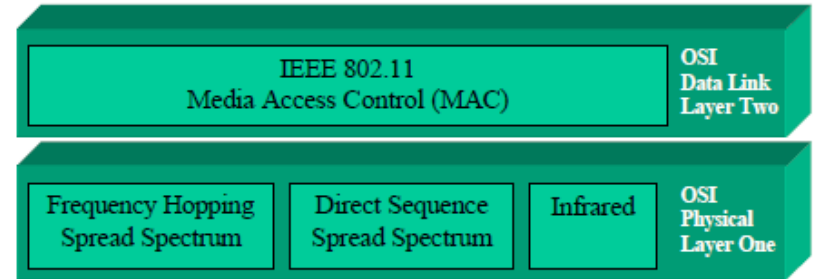 IEEE 802.11
Media Access Control (MAC)
OSI
Data Link
Layer Two
Frequency Hopping
Spread Spectrum
Direct Sequence
Spread Spectrum
Infrared
OSI
Physical
Layer One